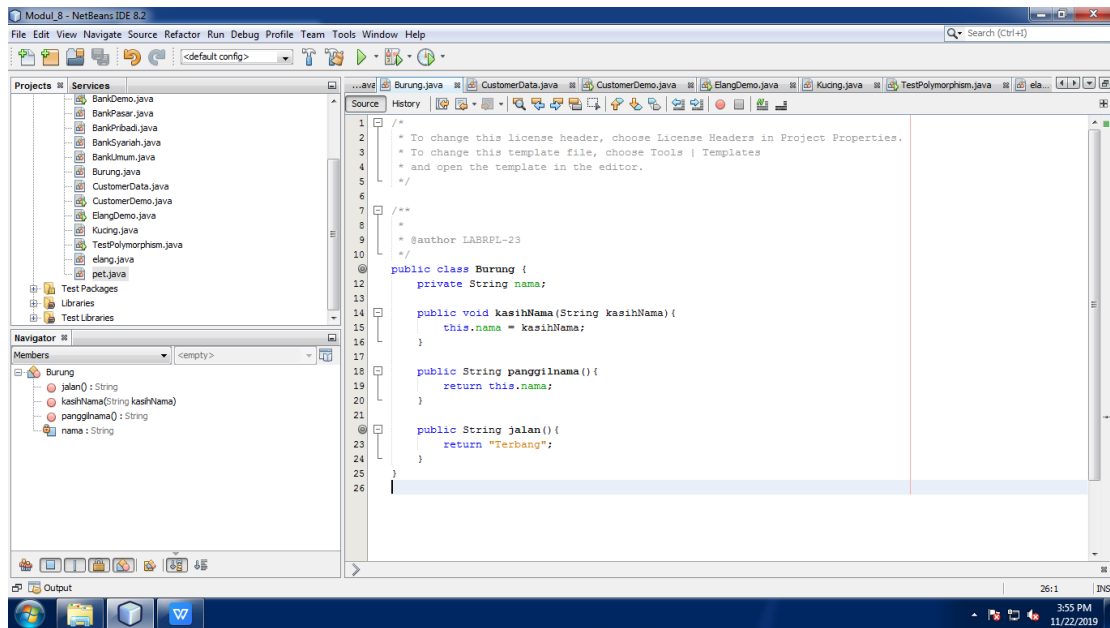 Modul_8 - NetBeans IDE 8.2
File Edit View Navigate Source Refactor Run Debug Profile Team Tools Window Help
Search (Ctrl+I)
<default config>
Projects Services
BankDemo.java
BankPasar.java
BankPribadi.java
BankSyariah.java
BankUmum.java
Burung.java
CustomerData.java
CustomerDemo.java
ElangDemo.java
Kucing.java
TestPolymorphism.java
elang.java
pet.java
Test Packages
Libraries
Test Libraries
Navigator
Members <empty>
Burung
jalan() : String
kasihNama(String kasihNama)
panggilnama() : String
nama : String
...ava Burung.java CustomerData.java CustomerDemo.java ElangDemo.java Kucing.java TestPolymorphism.java ela...
Source History
1 /*
2 * To change this license header, choose License Headers in Project Properties.
3 * To change this template file, choose Tools | Templates
4 * and open the template in the editor.
5 */
6
7 /**
8 *
9 * @author LABRPL-23
10 */
public class Burung {
12 private String nama;
13
14 public void kasihNama(String kasihNama){
15 this.nama = kasihNama;
16 }
17
18 public String panggilnama(){
19 return this.nama;
20 }
21
public String jalan(){
23 return "Terbang";
24 }
25 }
26
Output
26:1 INS
W
3:55 PM
11/22/2019